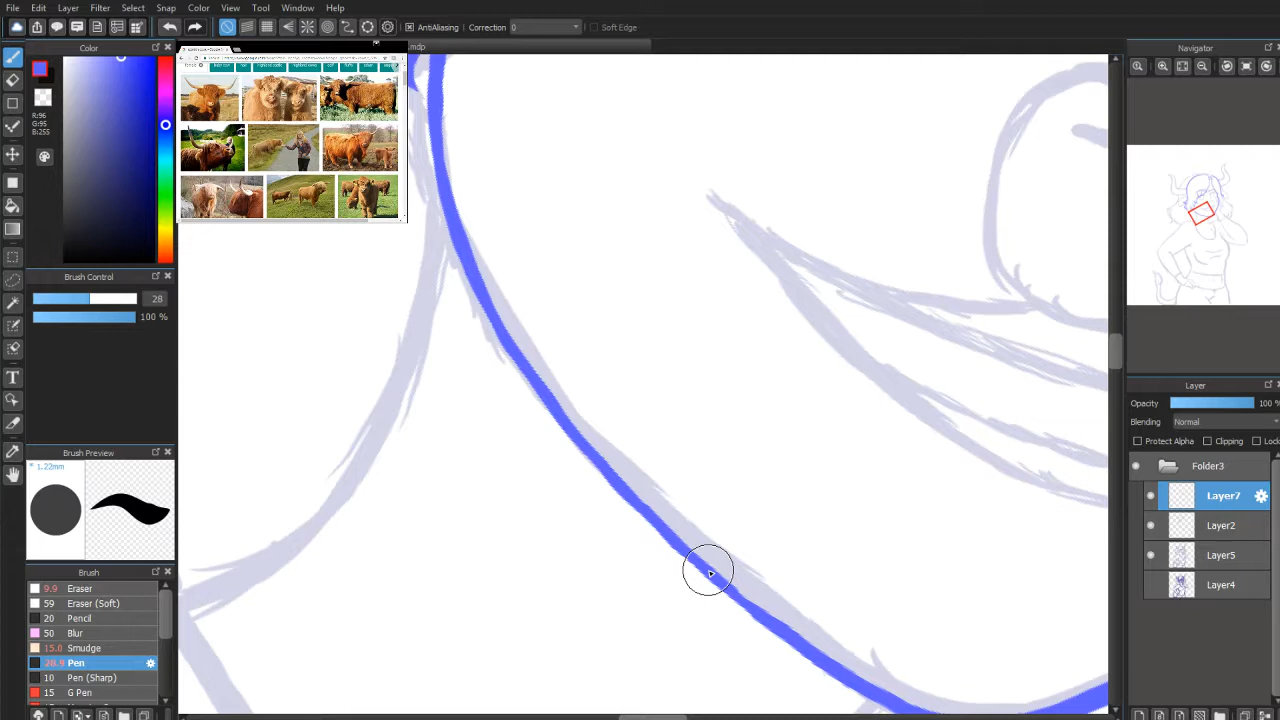 File Edit Layer Filter Select Snap Color View Tool Window Help
AntiAliasing Correction 0 Soft Edge
.mdp
Color
R:96
G:95
B:255
Brush Control
28
100 %
Brush Preview
* 1.22mm
Brush
9.9 Eraser
59 Eraser (Soft)
20 Pencil
50 Blur
15.0 Smudge
28.9 Pen
10 Pen (Sharp)
15 G Pen
Navigator
Layer
Opacity 100 %
Blending Normal
Protect Alpha Clipping Lock
Folder3
Layer7
Layer2
Layer5
Layer4